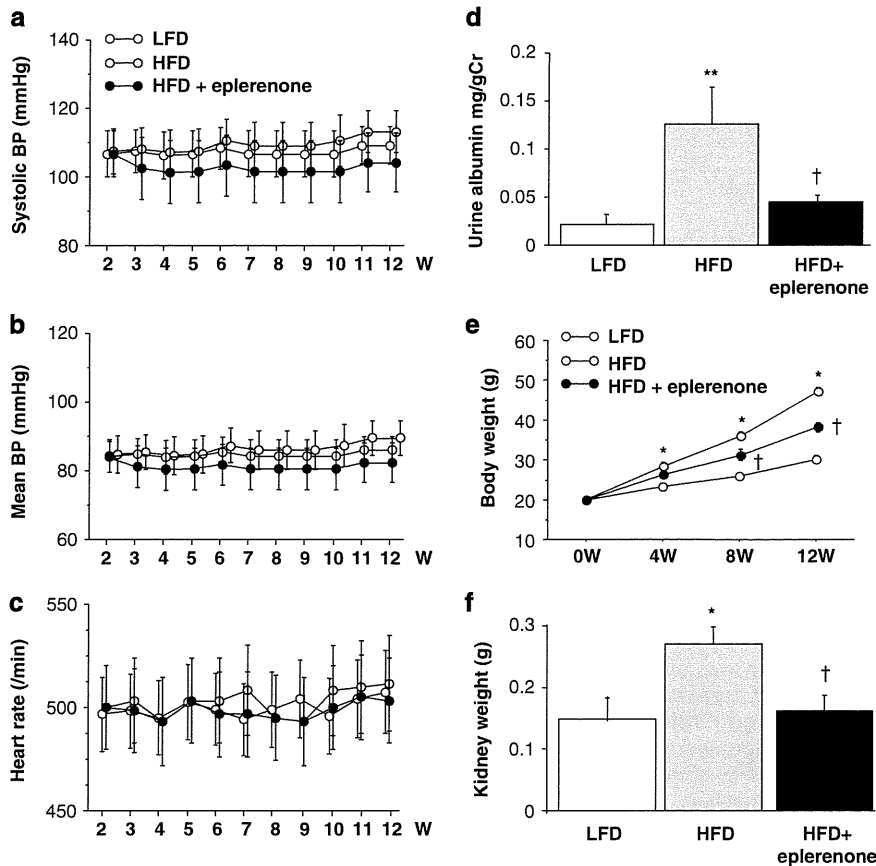 a
Systolic BP (mmHg)
140
120
100
80
LFD
HFD
HFD + eplerenone
2 3 4 5 6 7 8 9 10 11 12 W
b
Mean BP (mmHg)
120
100
80
60
2 3 4 5 6 7 8 9 10 11 12 W
c
Heart rate (/min)
550
500
450
2 3 4 5 6 7 8 9 10 11 12 W
d
Urine albumin mg/gCr
0.2
0.15
0.1
0.05
0
**
†
LFD HFD HFD+
eplerenone
e
Body weight (g)
60
50
40
30
20
10
LFD
HFD
HFD + eplerenone
*
*
*
†
†
0W 4W 8W 12W
f
Kidney weight (g)
0.3
0.2
0.1
0
*
†
LFD HFD HFD+
eplerenone